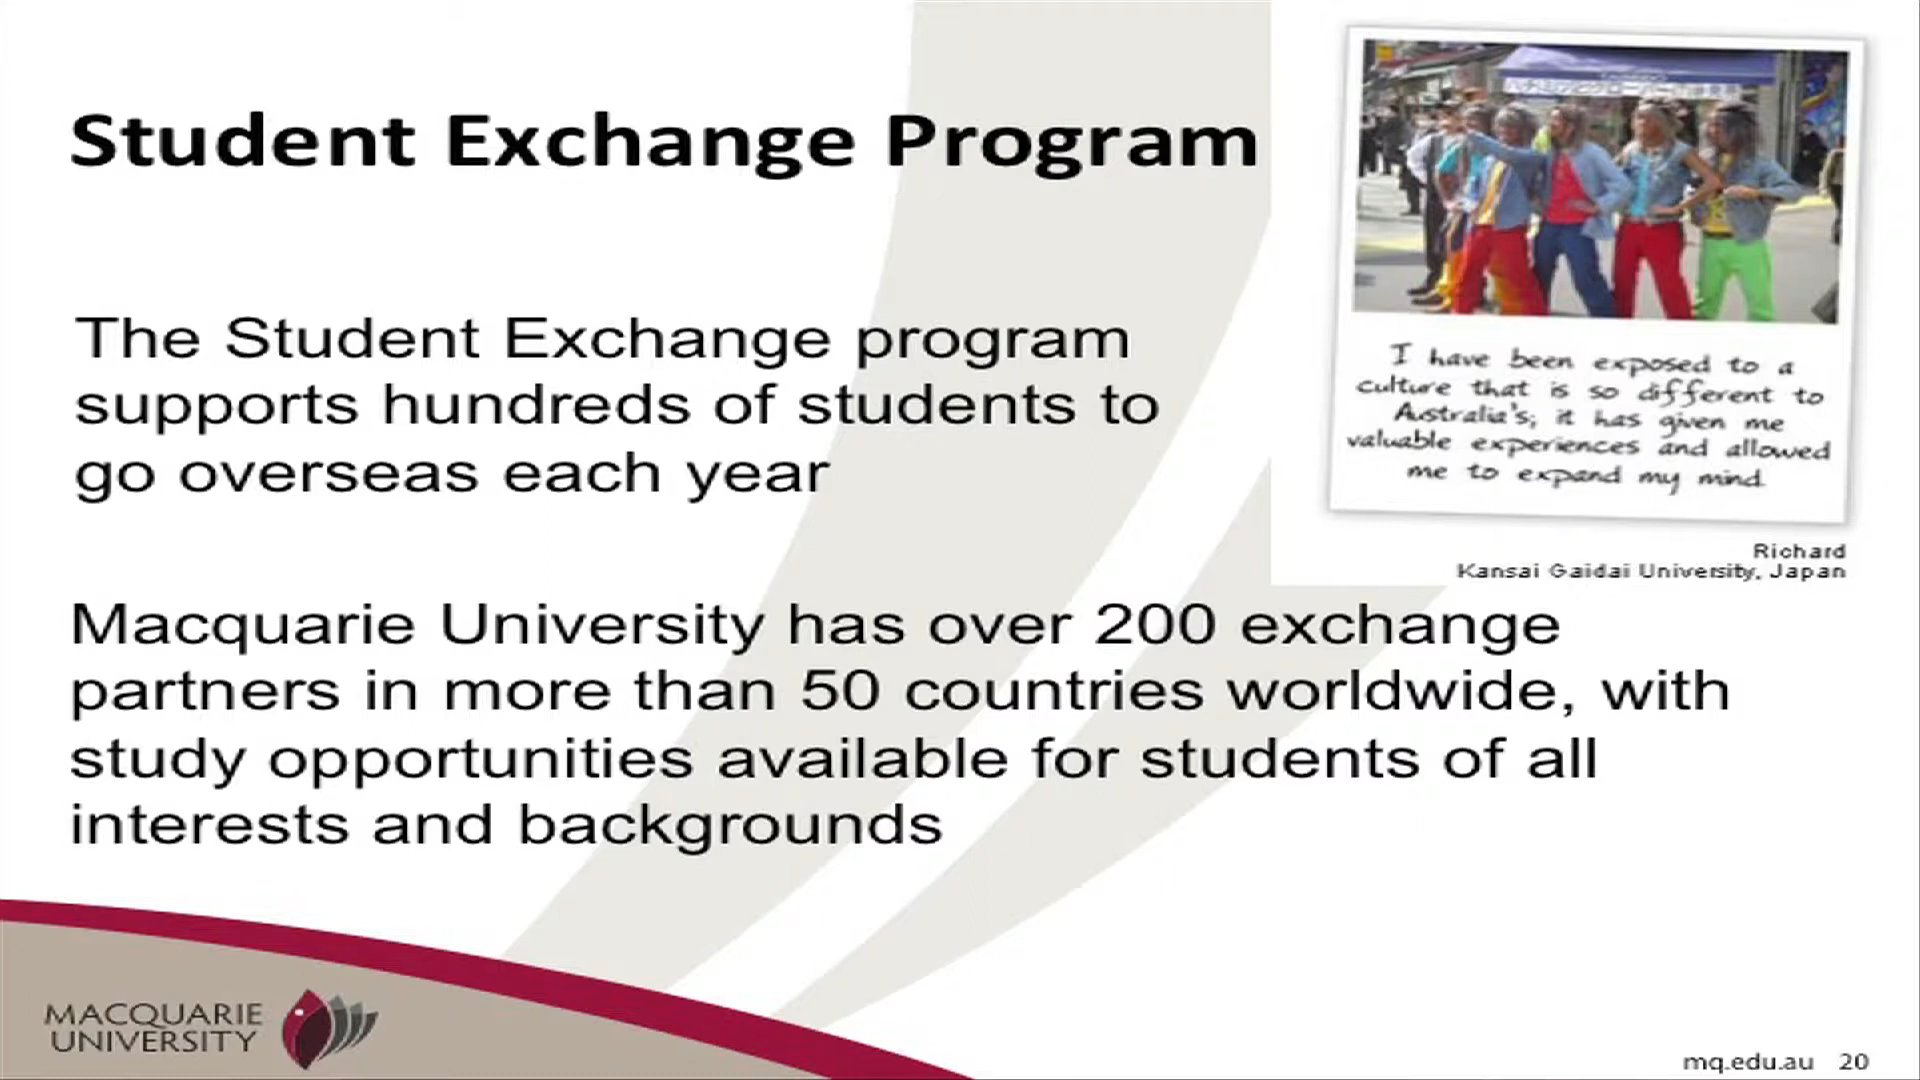 Student Exchange Program
The Student Exchange program
supports hundreds of students to
go overseas each year
I have been exposed to a
culture that is so different to
Australia's; it has given me
valuable experiences and allowed
me to expand my mind.
Richard
Kansai Gaidai University, Japan
Macquarie University has over 200 exchange
partners in more than 50 countries worldwide, with
study opportunities available for students of all
interests and backgrounds
MACQUARIE
UNIVERSITY
mq.edu.au 20